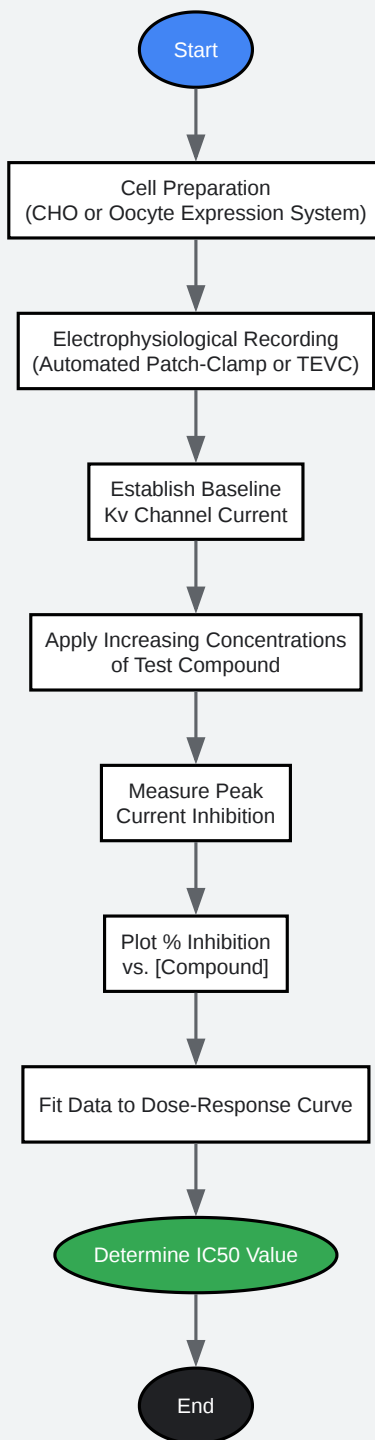 Start
Cell Preparation
(CHO or Oocyte Expression System)
Electrophysiological Recording
(Automated Patch-Clamp or TEVC)
Establish Baseline
Kv Channel Current
Apply Increasing Concentrations
of Test Compound
Measure Peak
Current Inhibition
Plot % Inhibition
vs. [Compound]
Fit Data to Dose-Response Curve
Determine IC50 Value
End